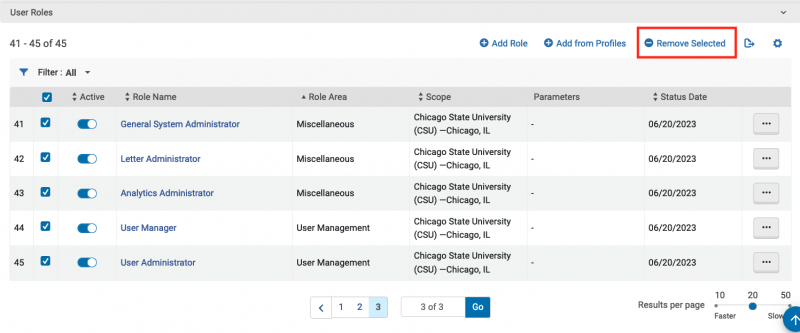 User Roles
41 - 45 of 45
Add Role
Add from Profiles
Remove Selected
Filter : All
Active
Role Name
Role Area
Scope
Parameters
Status Date
41
General System Administrator
Miscellaneous
Chicago State University
(CSU) —Chicago, IL
-
06/20/2023
42
Letter Administrator
Miscellaneous
Chicago State University
(CSU) —Chicago, IL
-
06/20/2023
43
Analytics Administrator
Miscellaneous
Chicago State University
(CSU) —Chicago, IL
-
06/20/2023
44
User Manager
User Management
Chicago State University
(CSU) —Chicago, IL
-
06/20/2023
45
User Administrator
User Management
Chicago State University
(CSU) —Chicago, IL
-
06/20/2023
1
2
3
3 of 3
Go
Results per page
10
20
50
Faster